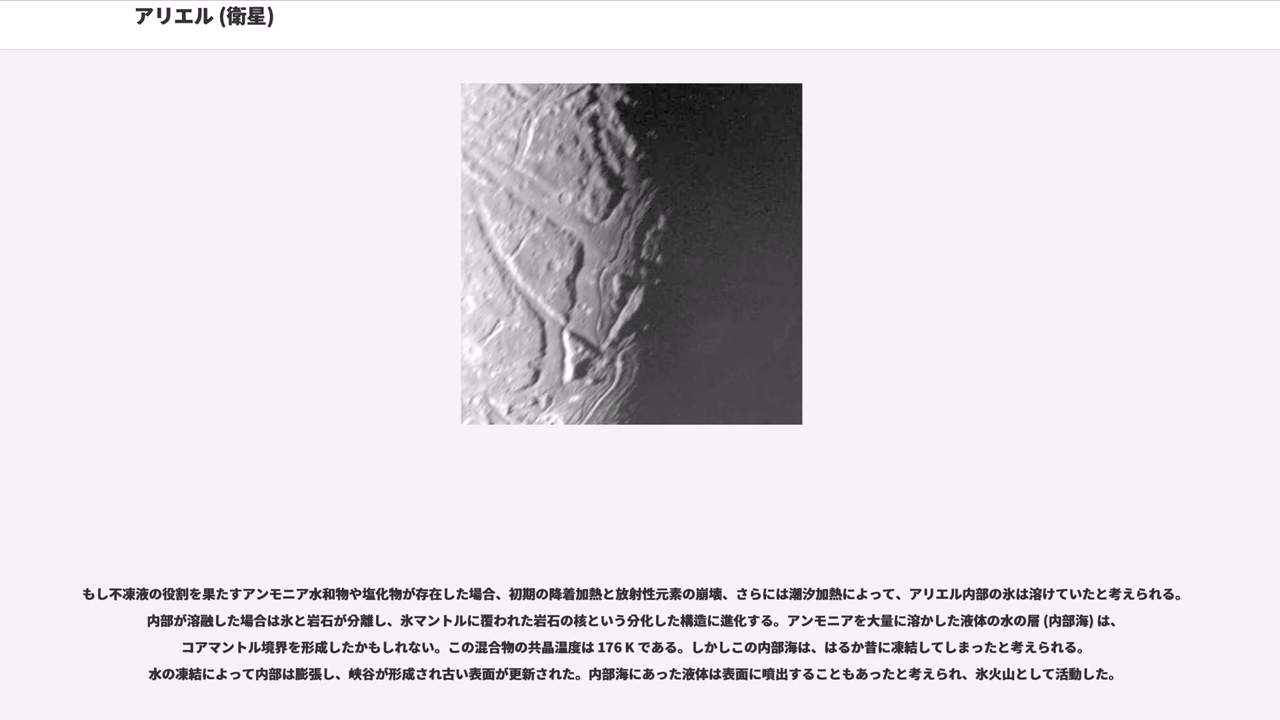 アリエル (衛星)
もし不凍液の役割を果たすアンモニア水和物や塩化物が存在した場合、初期の降着加熱と放射性元素の崩壊、さらには潮汐加熱によって、アリエル内部の氷は溶けていたと考えられる。
内部が溶融した場合は氷と岩石が分離し、氷マントルに覆われた岩石の核という分化した構造に進化する。アンモニアを大量に溶かした液体の水の層 (内部海) は、
コアマントル境界を形成したかもしれない。この混合物の共晶温度は 176 K である。しかしこの内部海は、はるか昔に凍結してしまったと考えられる。
水の凍結によって内部は膨張し、峡谷が形成され古い表面が更新された。内部海にあった液体は表面に噴出することもあったと考えられ、氷火山として活動した。